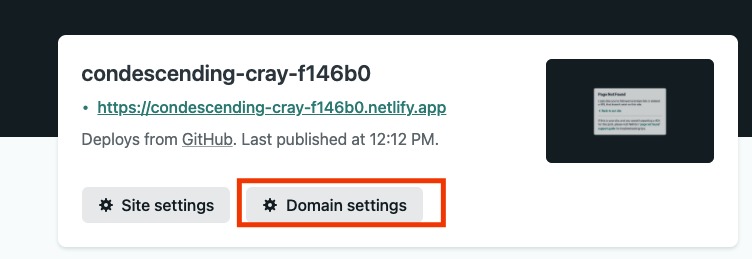 condescending-cray-f146b0
• https://condescending-cray-f146b0.netlify.app
Deploys from GitHub. Last published at 12:12 PM.
Page Not Found
Site settings
Domain settings